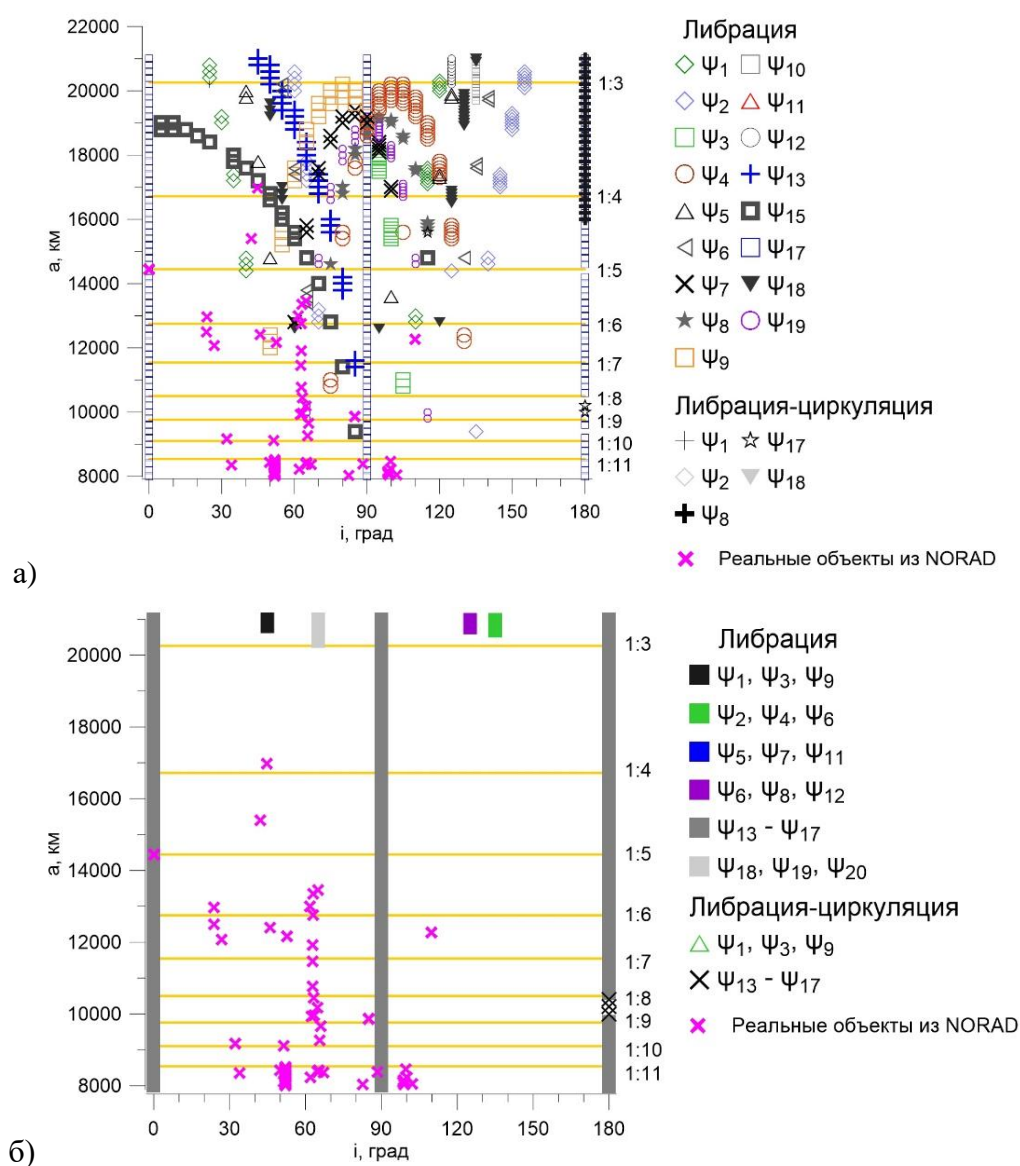 22000
20000
18000
16000
14000
12000
10000
8000
a, км
0
30
60
90
120
150
180
i, град
1:3
1:4
1:5
1:6
1:7
1:8
1:9
1:10
1:11
Либрация
Ψ1 Ψ10
Ψ2 Ψ11
Ψ3 Ψ12
Ψ4 Ψ13
Ψ5 Ψ15
Ψ6 Ψ17
Ψ7 Ψ18
Ψ8 Ψ19
Ψ9
Либрация-циркуляция
Ψ1 Ψ17
Ψ2 Ψ18
Ψ8
Реальные объекты из NORAD
а)
20000
18000
16000
14000
12000
10000
8000
a, км
0
30
60
90
120
150
180
i, град
1:3
1:4
1:5
1:6
1:7
1:8
1:9
1:10
1:11
Либрация
Ψ1, Ψ3, Ψ9
Ψ2, Ψ4, Ψ6
Ψ5, Ψ7, Ψ11
Ψ6, Ψ8, Ψ12
Ψ13 - Ψ17
Ψ18, Ψ19, Ψ20
Либрация-циркуляция
Ψ1, Ψ3, Ψ9
Ψ13 - Ψ17
Реальные объекты из NORAD
б)